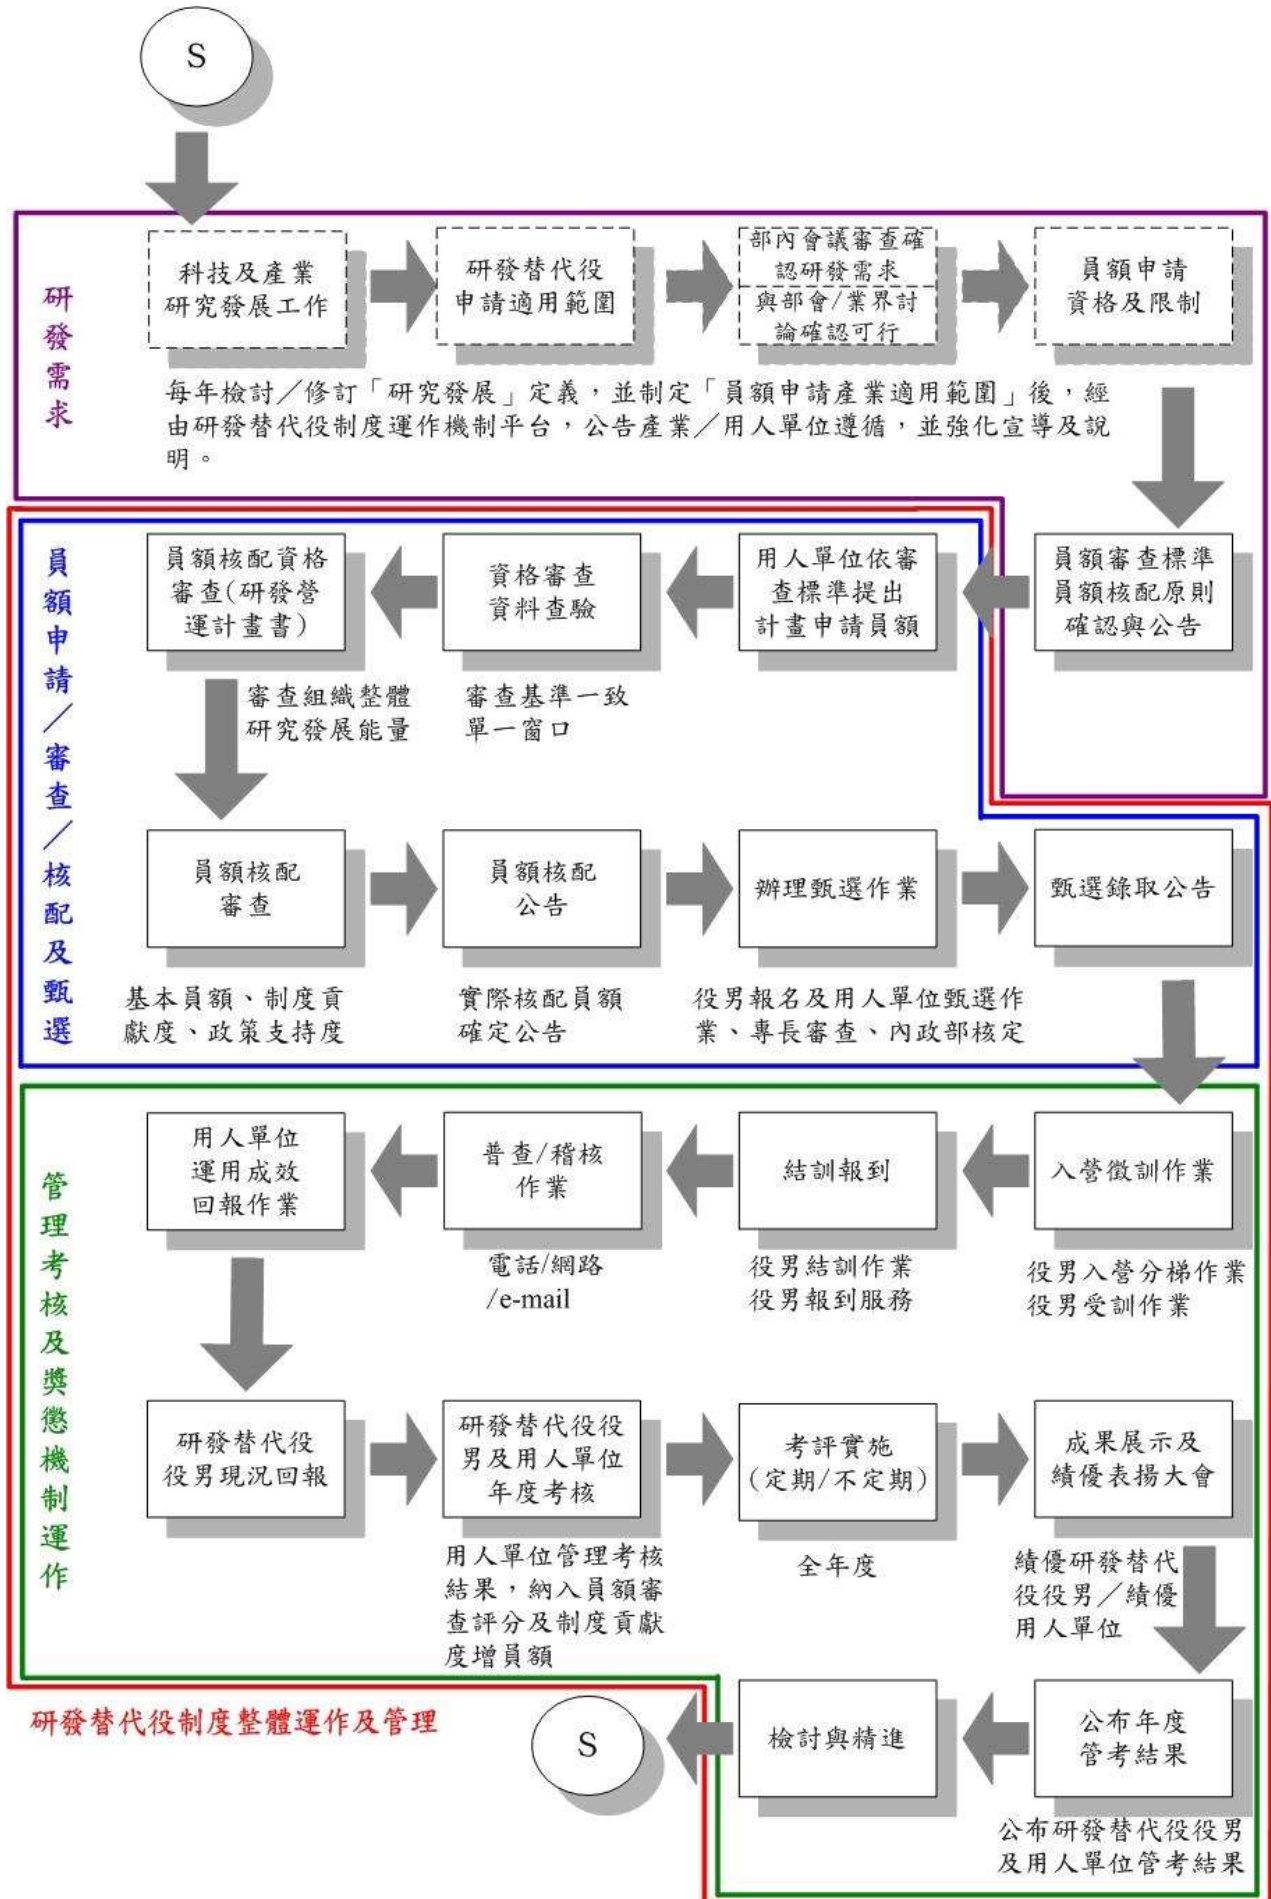 S
研發需求
科技及產業
研究發展工作
研發替代役
申請適用範圍
部內會議審查確
認研發需求
與部會/業界討
論確認可行
員額申請
資格及限制
每年檢討／修訂「研究發展」定義，並制定「員額申請產業適用範圍」後，經
由研發替代役制度運作機制平台，公告產業／用人單位遵循，並強化宣導及說
明。
員額審查標準
員額核配原則
確認與公告
員額申請／審查／核配及甄選
用人單位依審
查標準提出
計畫申請員額
資格審查
資料查驗
審查基準一致
單一窗口
員額核配資格
審查(研發營
運計畫書)
審查組織整體
研究發展能量
員額核配
審查
基本員額、制度貢
獻度、政策支持度
員額核配
公告
實際核配員額
確定公告
辦理甄選作業
役男報名及用人單位甄選作
業、專長審查、內政部核定
甄選錄取公告
管理考核及獎懲機制運作
入營徵訓作業
役男入營分梯作業
役男受訓作業
結訓報到
役男結訓作業
役男報到服務
普查/稽核
作業
電話/網路
/e-mail
用人單位
運用成效
回報作業
研發替代役
役男現況回報
研發替代役役
男及用人單位
年度考核
用人單位管理考核
結果，納入員額審
查評分及制度貢獻
度增員額
考評實施
(定期/不定期)
全年度
成果展示及
績優表揚大會
績優研發替代
役役男／績優
用人單位
公布年度
管考結果
公布研發替代役役男
及用人單位管考結果
檢討與精進
S
研發替代役制度整體運作及管理